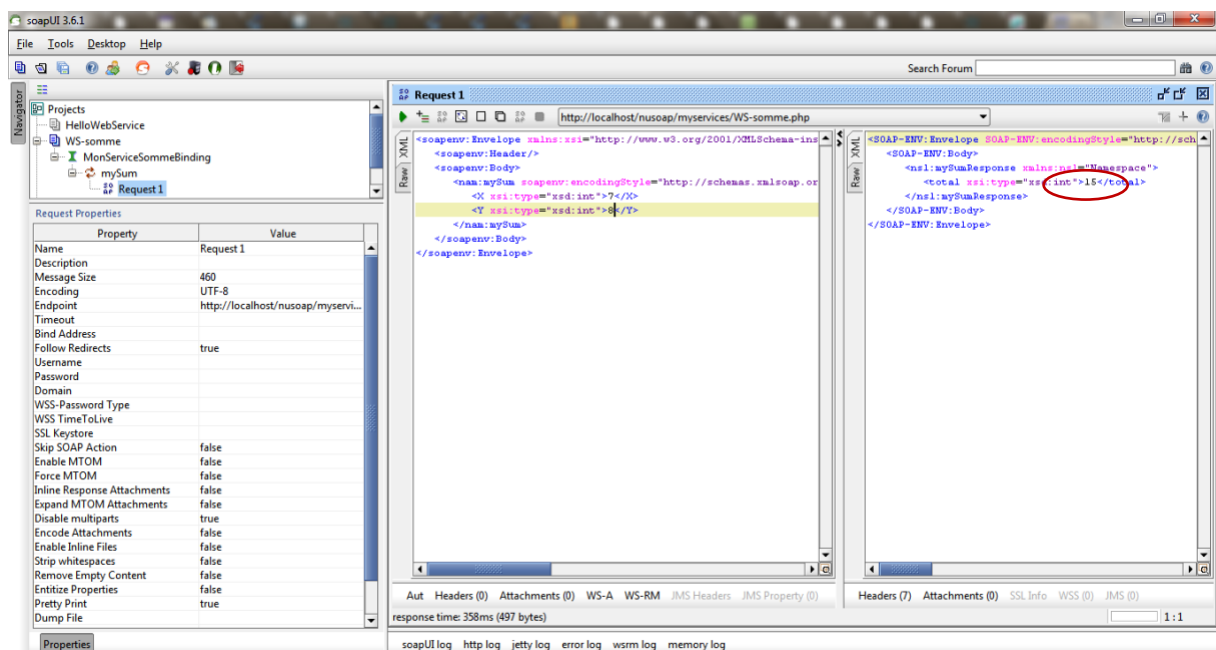 soapUI 3.6.1
File Tools Desktop Help
Search Forum
Navigator
Projects
HelloWebService
WS-somme
MonServiceSommeBinding
mySum
Request 1
Request Properties
Property Value
Name Request 1
Description
Message Size 460
Encoding UTF-8
Endpoint http://localhost/nusoap/myservi...
Timeout
Bind Address
Follow Redirects true
Username
Password
Domain
WSS-Password Type
WSS TimeToLive
SSL Keystore
Skip SOAP Action false
Enable MTOM false
Force MTOM false
Inline Response Attachments false
Expand MTOM Attachments false
Disable multiparts true
Encode Attachments false
Enable Inline Files false
Strip whitespaces false
Remove Empty Content false
Entitize Properties false
Pretty Print true
Dump File
Properties
Request 1
http://localhost/nusoap/myservices/WS-somme.php
XML
Raw
<soapenv:Envelope xmlns:xsi="http://www.w3.org/2001/XMLSchema-ins
<soapenv:Header/>
<soapenv:Body>
<nam:mySum soapenv:encodingStyle="http://schemas.xmlsoap.or
<X xsi:type="xsd:int">7</X>
<Y xsi:type="xsd:int">8</Y>
</nam:mySum>
</soapenv:Body>
</soapenv:Envelope>
XML
Raw
<SOAP-ENV:Envelope SOAP-ENV:encodingStyle="http://sch
<SOAP-ENV:Body>
<ns1:mySumResponse xmlns:ns1="Namespace">
<total xsi:type="xsd:int">15</total>
</ns1:mySumResponse>
</SOAP-ENV:Body>
</SOAP-ENV:Envelope>
Aut Headers (0) Attachments (0) WS-A WS-RM JMS Headers JMS Property (0)
Headers (7) Attachments (0) SSL Info WSS (0) JMS (0)
response time: 358ms (497 bytes)
1:1
soapUI log http log jetty log error log wsrm log memory log